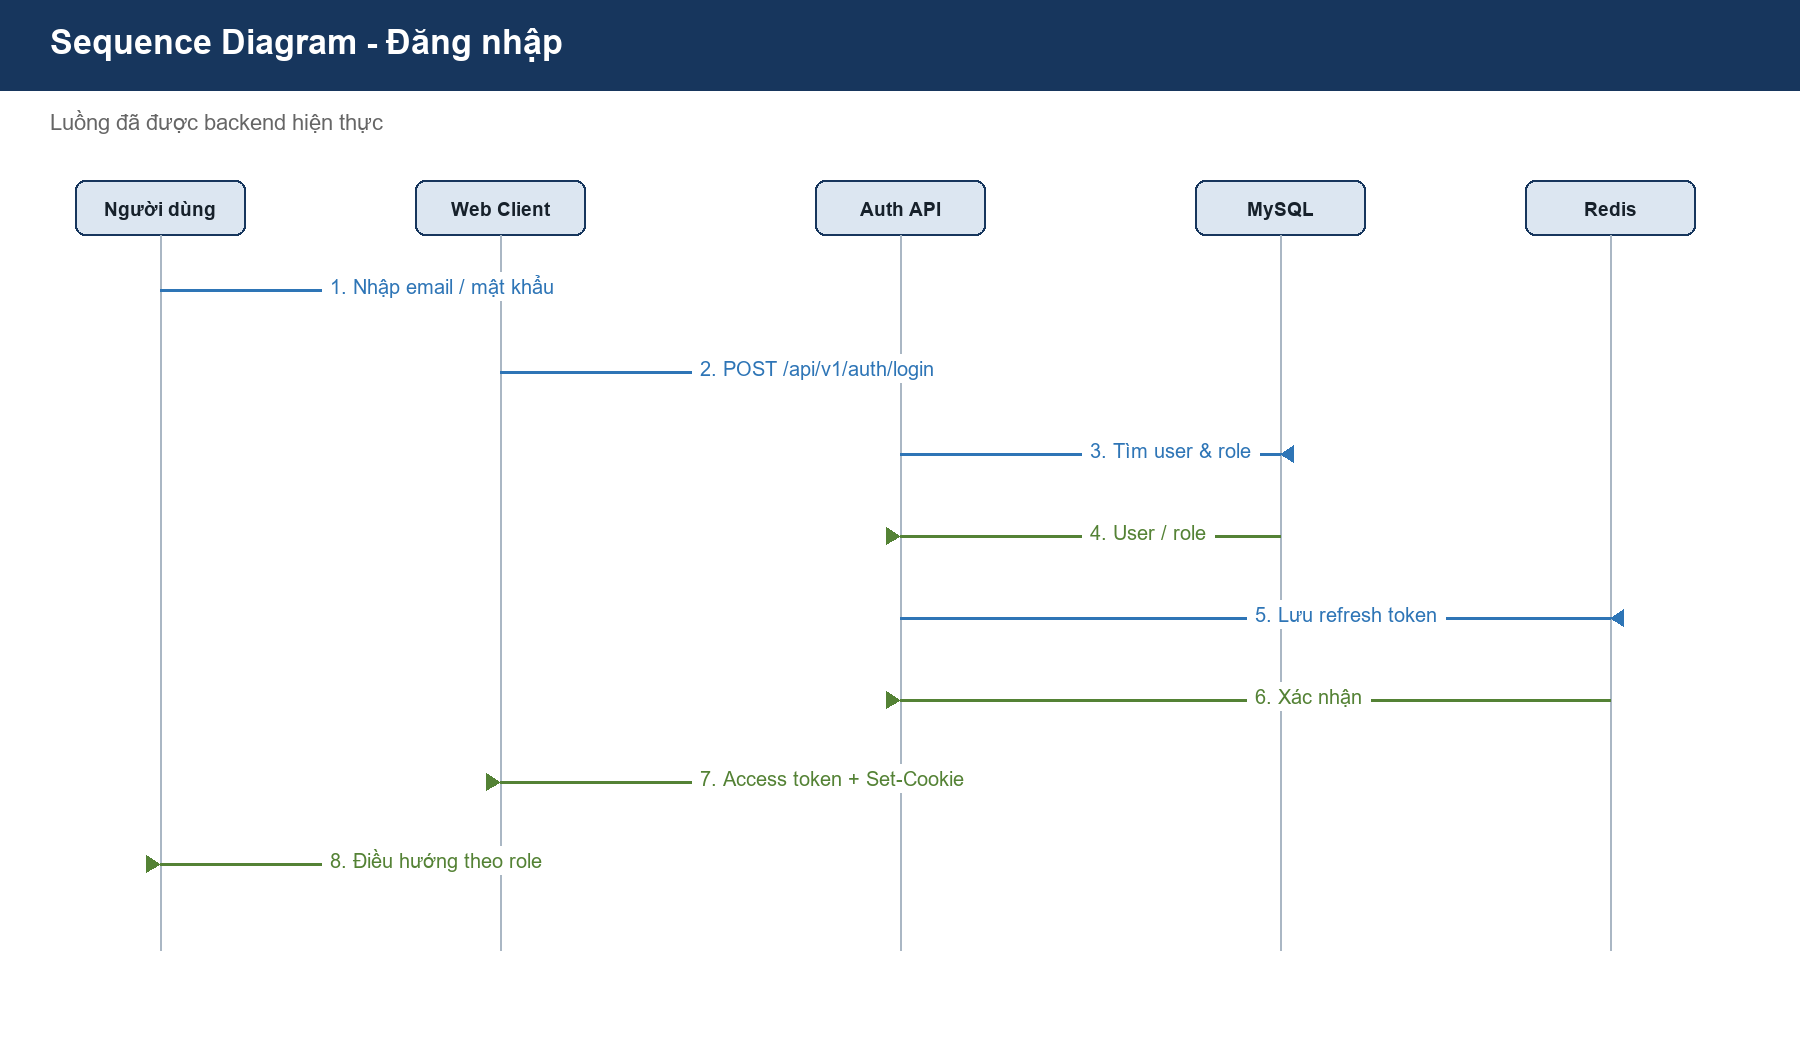 Sequence Diagram - Đăng nhập
Luồng đã được backend hiện thực
Người dùng
Web Client
Auth API
MySQL
Redis
1. Nhập email / mật khẩu
2. POST /api/v1/auth/login
3. Tìm user & role
4. User / role
5. Lưu refresh token
6. Xác nhận
7. Access token + Set-Cookie
8. Điều hướng theo role